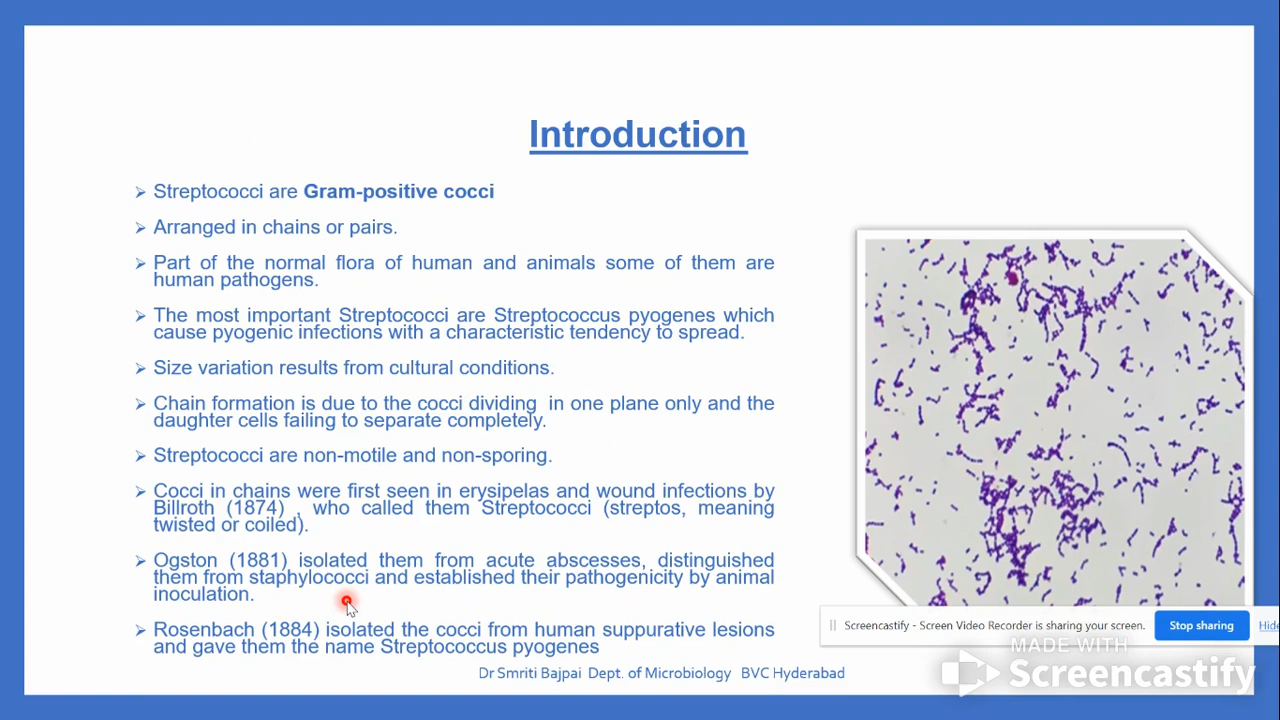 Introduction
Streptococci are Gram-positive cocci
Arranged in chains or pairs.
Part of the normal flora of human and animals some of them are
human pathogens.
The most important Streptococci are Streptococcus pyogenes which
cause pyogenic infections with a characteristic tendency to spread.
Size variation results from cultural conditions.
Chain formation is due to the cocci dividing in one plane only and the
daughter cells failing to separate completely.
Streptococci are non-motile and non-sporing.
Cocci in chains were first seen in erysipelas and wound infections by
Billroth (1874) , who called them Streptococci (streptos, meaning
twisted or coiled).
Ogston (1881) isolated them from acute abscesses, distinguished
them from staphylococci and established their pathogenicity by animal
inoculation.
Rosenbach (1884) isolated the cocci from human suppurative lesions
and gave them the name Streptococcus pyogenes
Dr Smriti Bajpai Dept. of Microbiology BVC Hyderabad
Screencastify - Screen Video Recorder is sharing your screen.
Stop sharing
Hide
MADE WITH
Screencastify